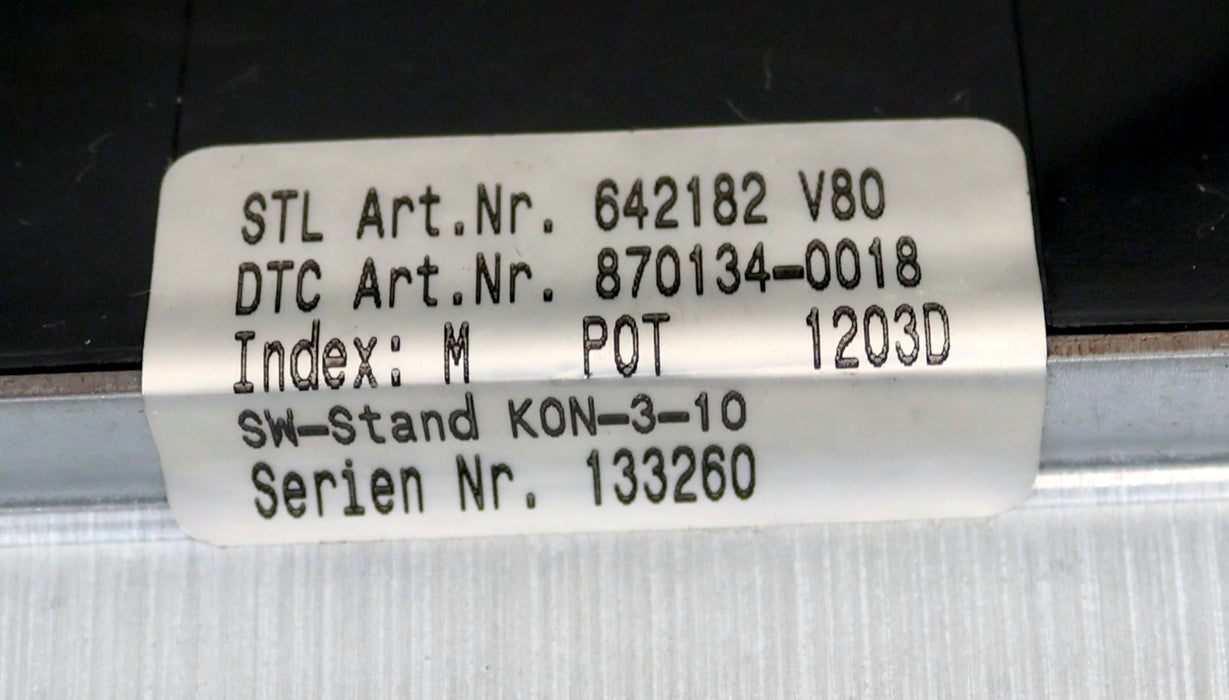 STL Art.Nr. 642182 V80
DTC Art.Nr. 870134-0018
Index: M POT 1203D
SW-Stand KON-3-10
Serien Nr. 133260